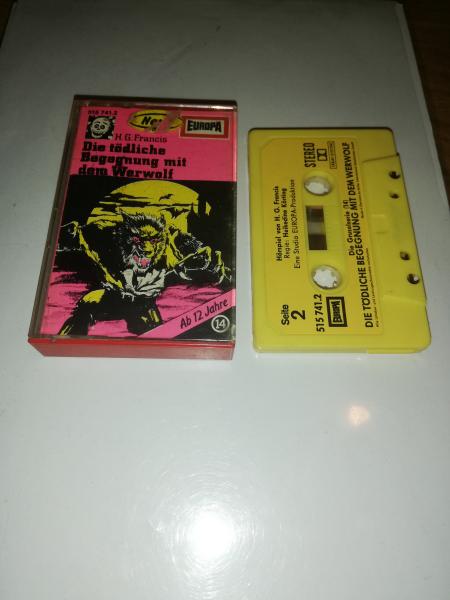 515 741.2
Neu
EUROPA
H. G. Francis
Die tödliche
Begegnung mit
dem Werwolf
Ab 12 Jahre
14
STEREO
Hörspiel von H. G. Francis
Regie: Heikedine Körting
Eine Studio EUROPA-Produktion
Seite
2
515 741.2
EUROPA
Die Gruselserie (14)
DIE TÖDLICHE BEGEGNUNG MIT DEM WERWOLF